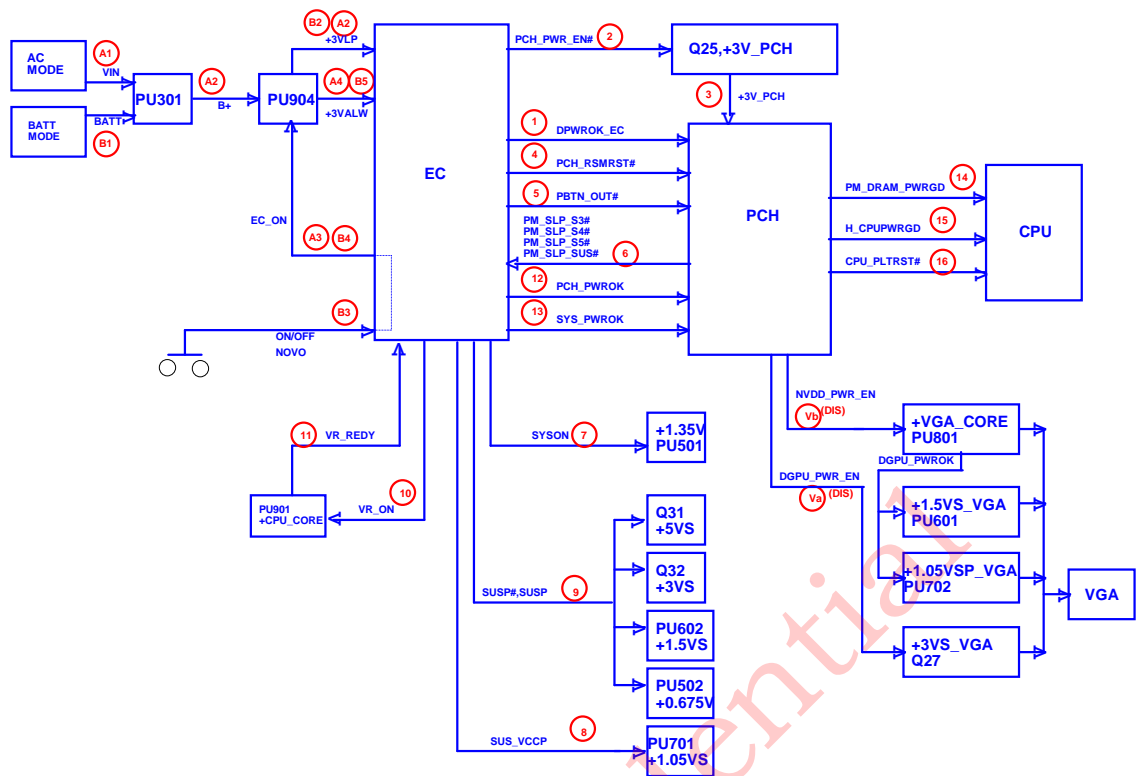 B2
A2
+3VLP
PCH_PWR_EN#
2
Q25,+3V_PCH
AC
MODE
A1
VIN
PU301
A2
B+
PU904
A4
B5
+3VALW
3
+3V_PCH
BATT
MODE
BATT
B1
1
DPWROK_EC
4
PCH_RSMRST#
5
PBTN_OUT#
EC
PCH
PM_DRAM_PWRGD
14
H_CPUPWRGD
15
CPU_PLTRST#
16
CPU
EC_ON
A3
B4
PM_SLP_S3#
PM_SLP_S4#
PM_SLP_S5#
PM_SLP_SUS#
6
12
PCH_PWROK
13
SYS_PWROK
B3
ON/OFF
NOVO
NVDD_PWR_EN
Vb
(DIS)
+VGA_CORE
PU801
11
VR_REDY
SYSON
7
+1.35V
PU501
DGPU_PWROK
DGPU_PWR_EN
Va
(DIS)
PU901
+CPU_CORE
10
VR_ON
Q31
+5VS
+1.5VS_VGA
PU601
Q32
+3VS
+1.05VSP_VGA
PU702
VGA
SUSP#,SUSP
9
PU602
+1.5VS
+3VS_VGA
Q27
PU502
+0.675V
SUS_VCCP
8
PU701
+1.05VS
dential